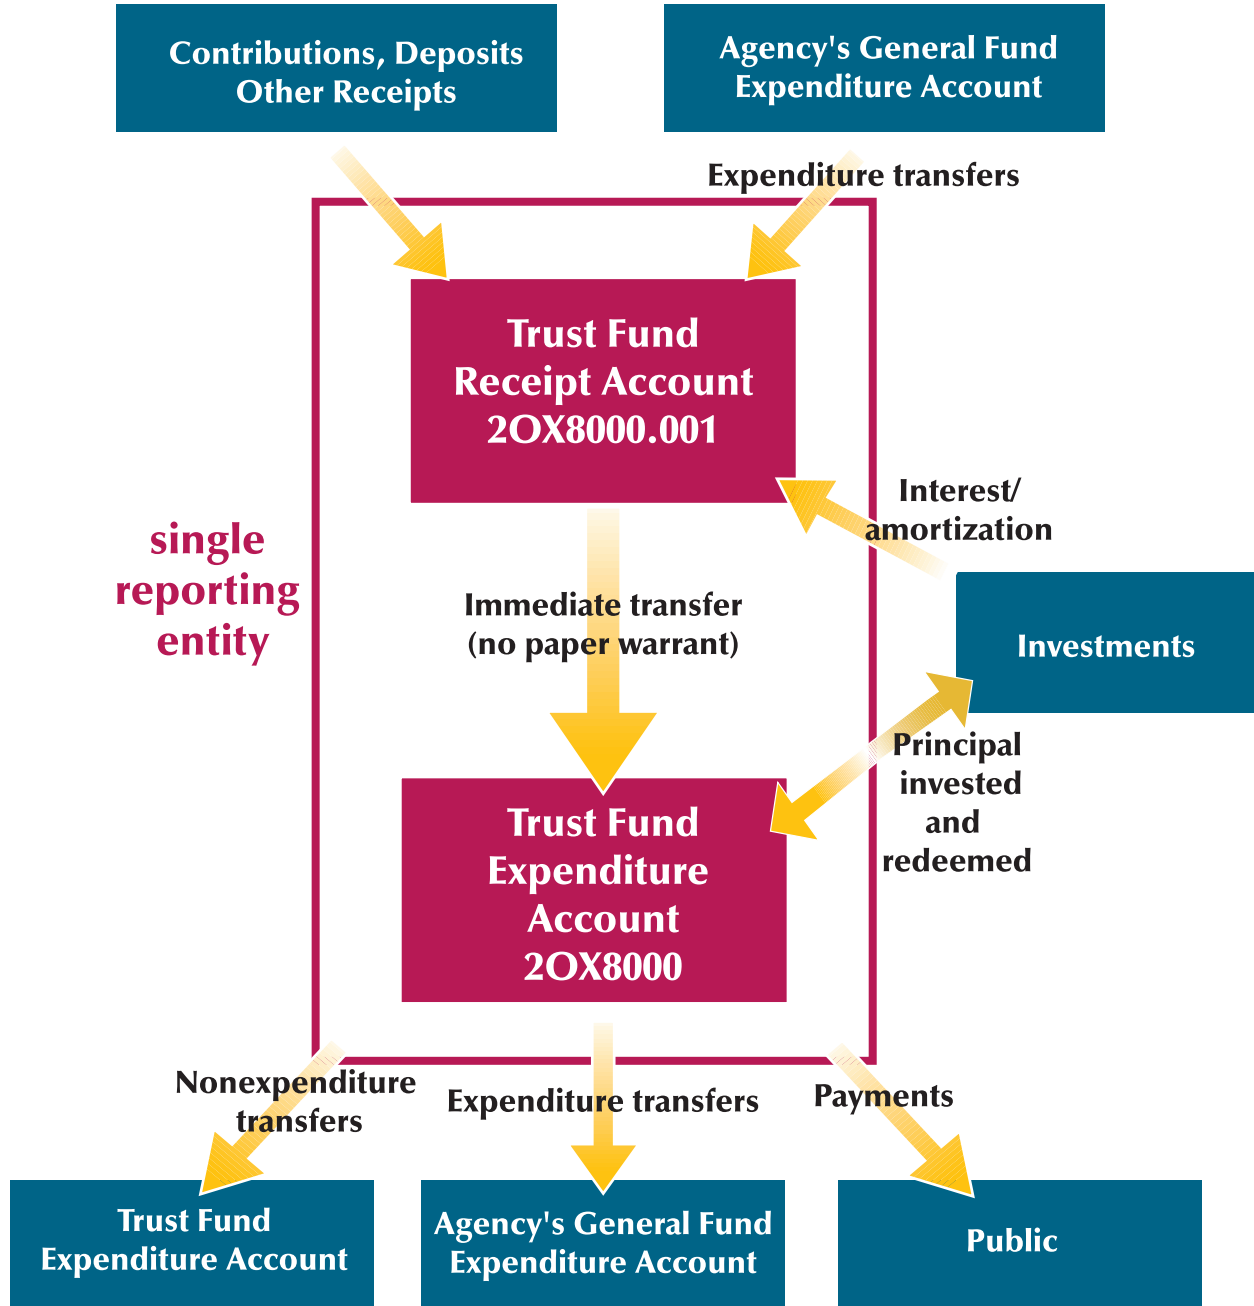 Contributions, Deposits
Other Receipts
Agency's General Fund
Expenditure Account
Expenditure transfers
Trust Fund
Receipt Account
2OX8000.001
Interest/
amortization
single
reporting
entity
Immediate transfer
(no paper warrant)
Investments
Principal
invested
and
redeemed
Trust Fund
Expenditure
Account
2OX8000
Nonexpenditure
transfers
Expenditure transfers
Payments
Trust Fund
Expenditure Account
Agency's General Fund
Expenditure Account
Public